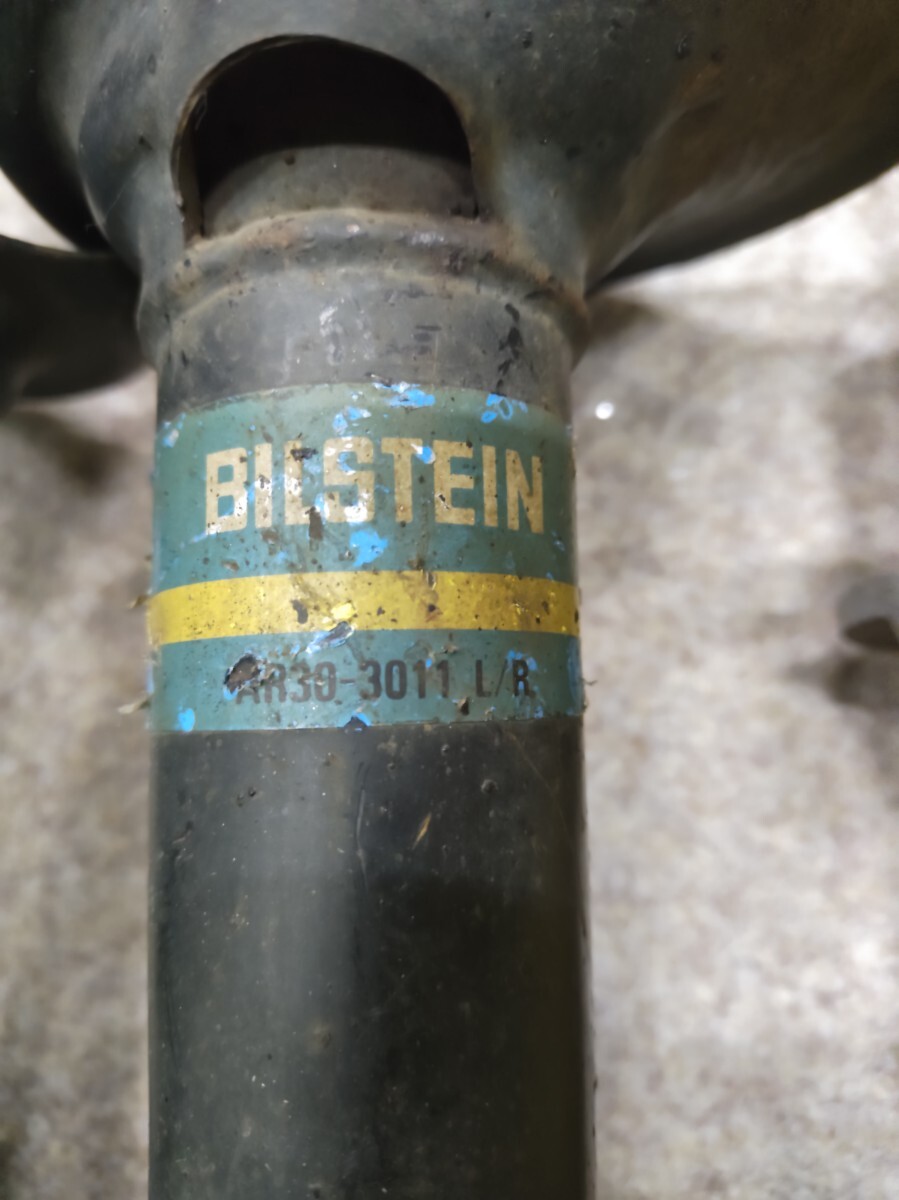 BILSTEIN
AR30-3011 L/R